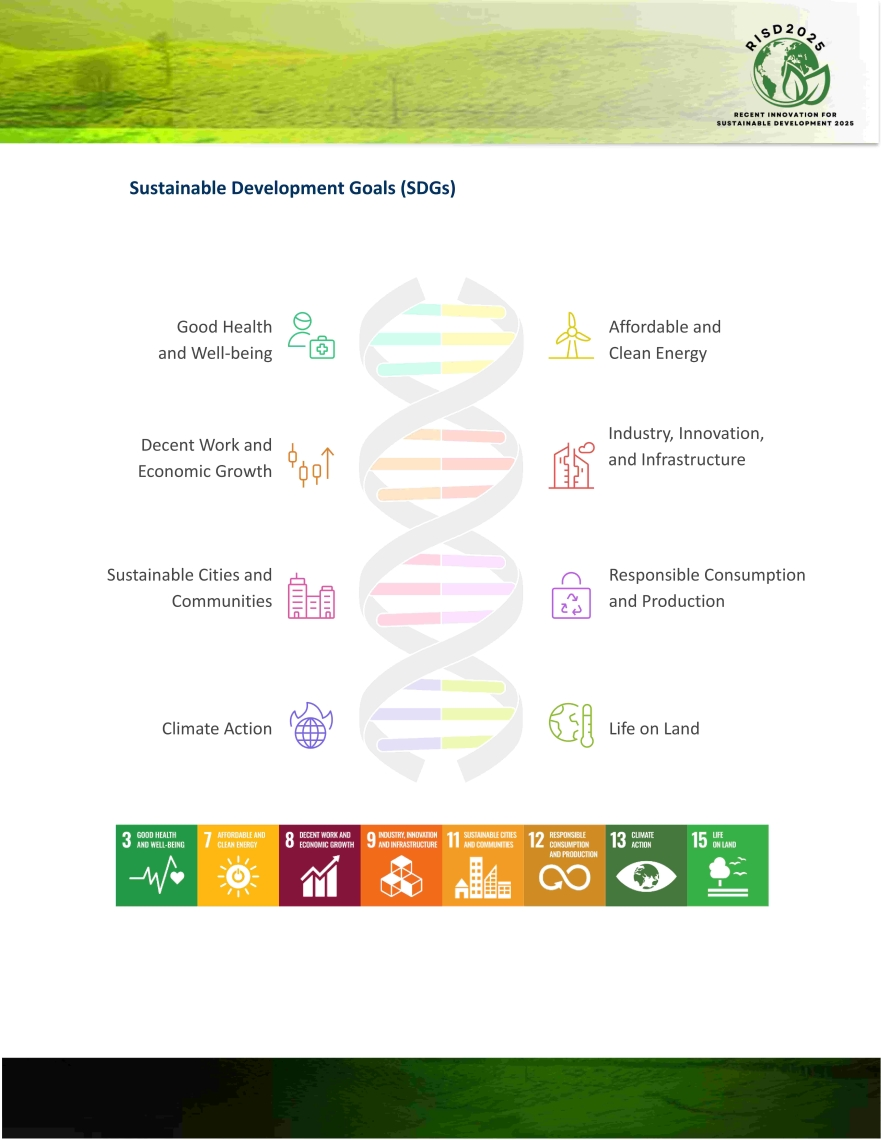 RISD2025
RECENT INNOVATION FOR
SUSTAINABLE DEVELOPMENT 2025
Sustainable Development Goals (SDGs)
Good Health
and Well-being
Affordable and
Clean Energy
Decent Work and
Economic Growth
Industry, Innovation,
and Infrastructure
Sustainable Cities and
Communities
Responsible Consumption
and Production
Climate Action
Life on Land
3 GOOD HEALTH
AND WELL-BEING
7 AFFORDABLE AND
CLEAN ENERGY
8 DECENT WORK AND
ECONOMIC GROWTH
9 INDUSTRY, INNOVATION
AND INFRASTRUCTURE
11 SUSTAINABLE CITIES
AND COMMUNITIES
12 RESPONSIBLE
CONSUMPTION
AND PRODUCTION
13 CLIMATE
ACTION
15 LIFE
ON LAND